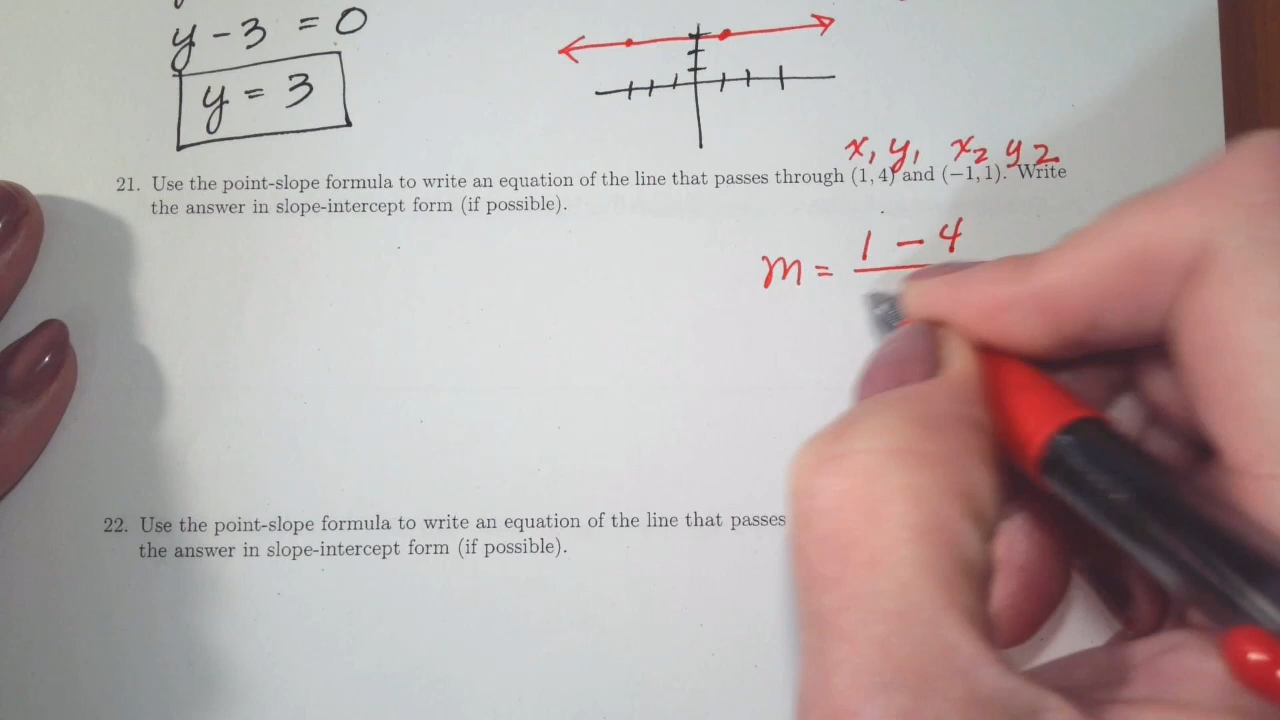 y - 3 = 0
y = 3
x₁ y₁ x₂ y₂
21. Use the point-slope formula to write an equation of the line that passes through (1, 4) and (−1, 1). Write
the answer in slope-intercept form (if possible).
m = 1 - 4
22. Use the point-slope formula to write an equation of the line that passes
the answer in slope-intercept form (if possible).